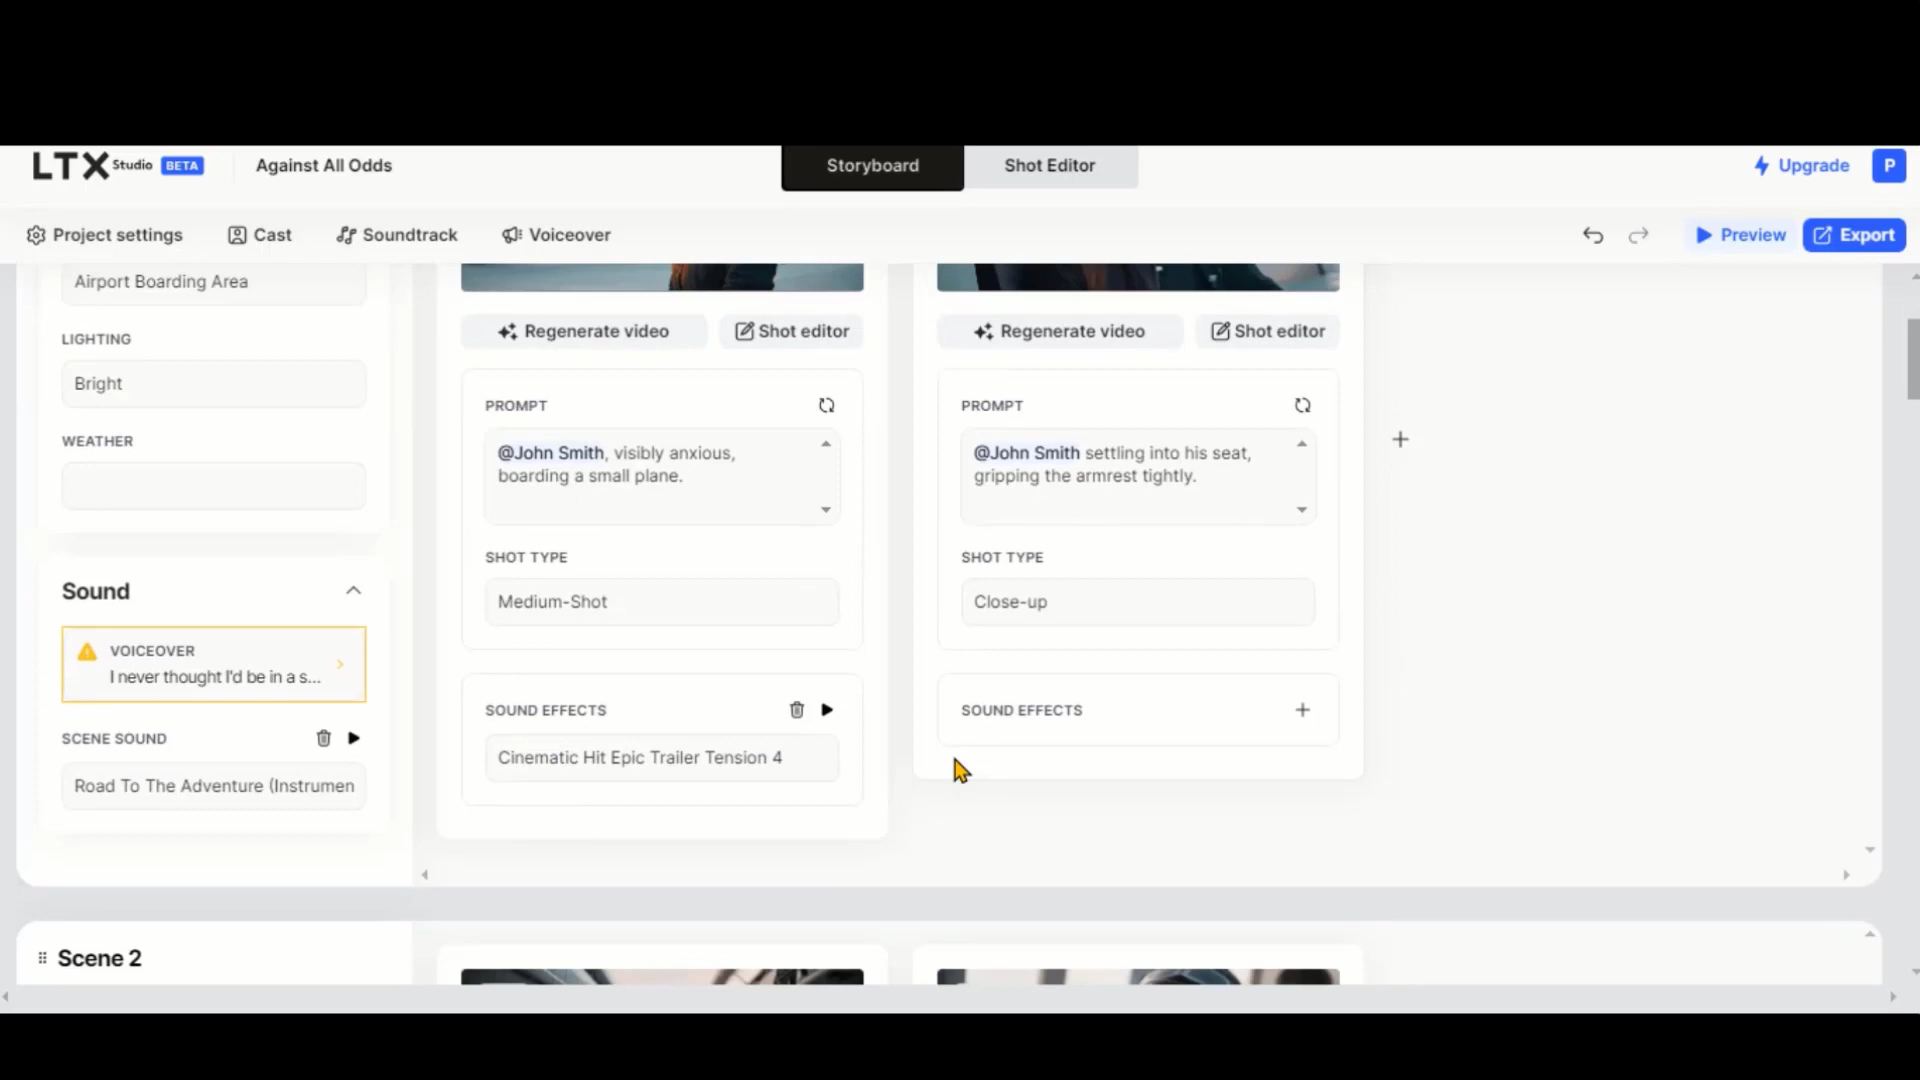 LTX Studio BETA
Against All Odds
Storyboard
Shot Editor
Upgrade
P
Project settings
Cast
Soundtrack
Voiceover
Preview
Export
Airport Boarding Area
LIGHTING
Bright
WEATHER
Sound
VOICEOVER
I never thought I'd be in a s...
SCENE SOUND
Road To The Adventure (Instrumen
Regenerate video
Shot editor
PROMPT
@John Smith, visibly anxious,
boarding a small plane.
SHOT TYPE
Medium-Shot
SOUND EFFECTS
Cinematic Hit Epic Trailer Tension 4
Regenerate video
Shot editor
PROMPT
@John Smith settling into his seat,
gripping the armrest tightly.
SHOT TYPE
Close-up
SOUND EFFECTS
Scene 2